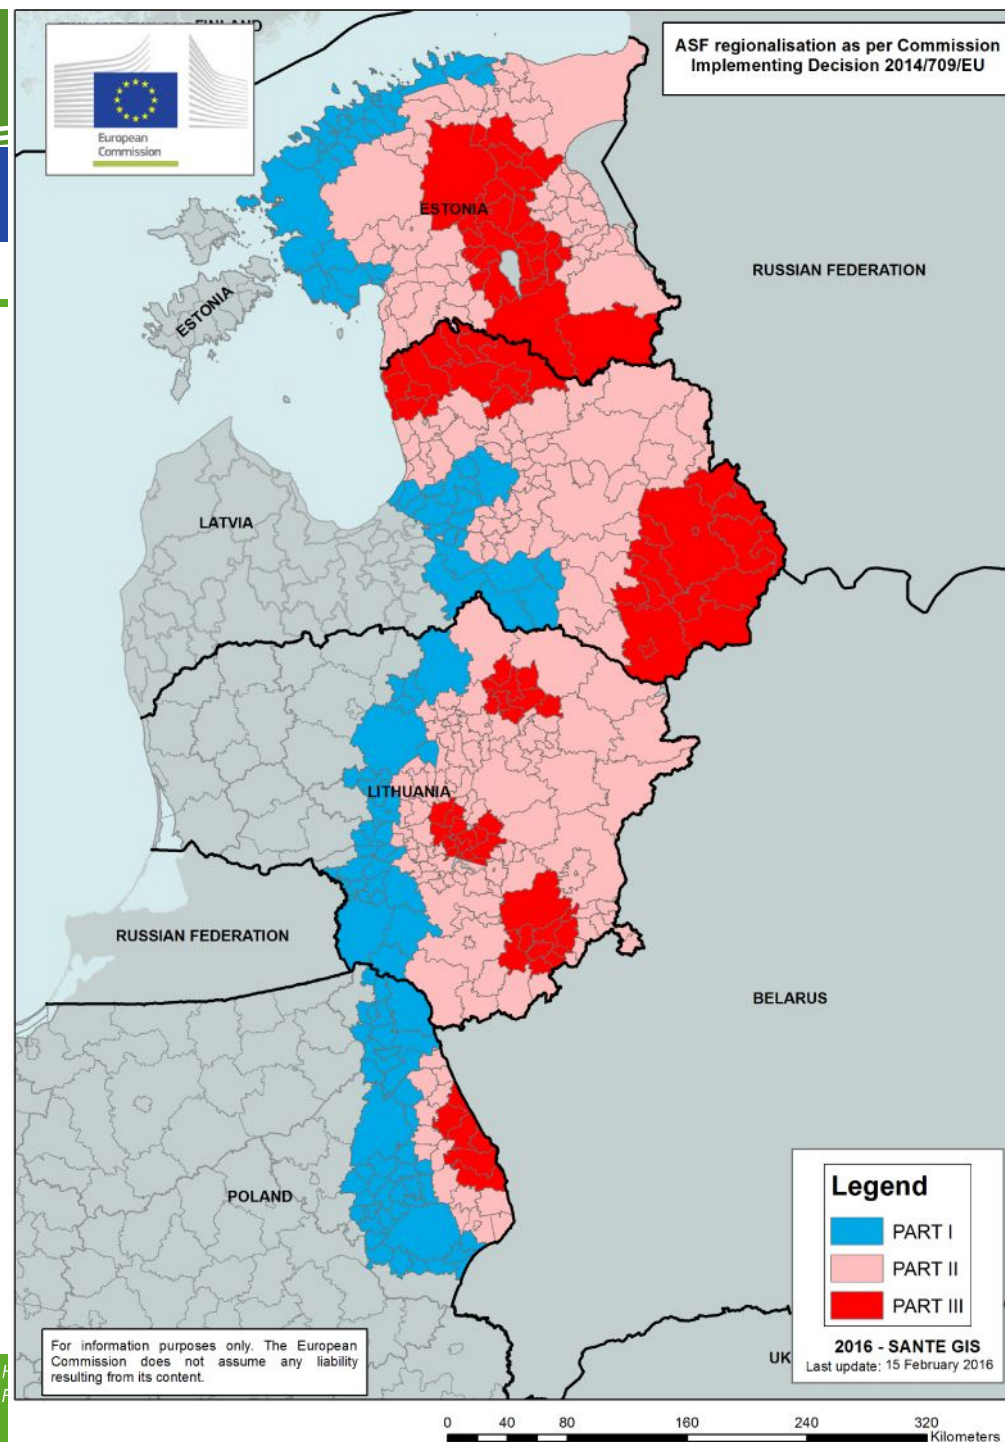 FINLAND
European
Commission
ASF regionalisation as per Commission
Implementing Decision 2014/709/EU
ESTONIA
RUSSIAN FEDERATION
ESTONIA
LATVIA
LITHUANIA
RUSSIAN FEDERATION
BELARUS
POLAND
Legend
PART I
PART II
PART III
2016 - SANTE GIS
Last update: 15 February 2016
UK
For information purposes only. The European
Commission does not assume any liability
resulting from its content.
0 40 80 160 240 320
Kilometers